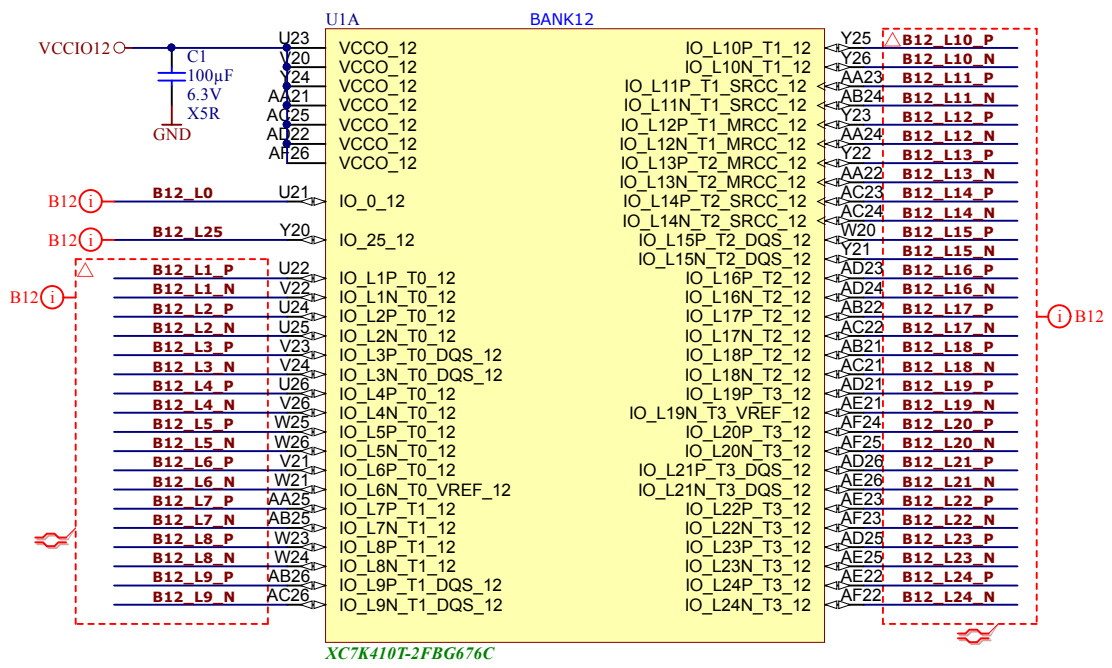 U1A
BANK12
VCCIO12
C1
100µF
6.3V
X5R
GND
U23 VCCO_12
V20 VCCO_12
Y24 VCCO_12
AA21 VCCO_12
AC25 VCCO_12
AD22 VCCO_12
AF26 VCCO_12
B12 i B12_L0 U21 IO_0_12
B12 i B12_L25 Y20 IO_25_12
B12 i
B12_L1_P U22 IO_L1P_T0_12
B12_L1_N V22 IO_L1N_T0_12
B12_L2_P U24 IO_L2P_T0_12
B12_L2_N U25 IO_L2N_T0_12
B12_L3_P V23 IO_L3P_T0_DQS_12
B12_L3_N V24 IO_L3N_T0_DQS_12
B12_L4_P U26 IO_L4P_T0_12
B12_L4_N V26 IO_L4N_T0_12
B12_L5_P W25 IO_L5P_T0_12
B12_L5_N W26 IO_L5N_T0_12
B12_L6_P V21 IO_L6P_T0_12
B12_L6_N W21 IO_L6N_T0_VREF_12
B12_L7_P AA25 IO_L7P_T1_12
B12_L7_N AB25 IO_L7N_T1_12
B12_L8_P W23 IO_L8P_T1_12
B12_L8_N W24 IO_L8N_T1_12
B12_L9_P AB26 IO_L9P_T1_DQS_12
B12_L9_N AC26 IO_L9N_T1_DQS_12
IO_L10P_T1_12 Y25 B12_L10_P
IO_L10N_T1_12 Y26 B12_L10_N
IO_L11P_T1_SRCC_12 AA23 B12_L11_P
IO_L11N_T1_SRCC_12 AB24 B12_L11_N
IO_L12P_T1_MRCC_12 Y23 B12_L12_P
IO_L12N_T1_MRCC_12 AA24 B12_L12_N
IO_L13P_T2_MRCC_12 Y22 B12_L13_P
IO_L13N_T2_MRCC_12 AA22 B12_L13_N
IO_L14P_T2_SRCC_12 AC23 B12_L14_P
IO_L14N_T2_SRCC_12 AC24 B12_L14_N
IO_L15P_T2_DQS_12 W20 B12_L15_P
IO_L15N_T2_DQS_12 Y21 B12_L15_N
IO_L16P_T2_12 AD23 B12_L16_P
IO_L16N_T2_12 AD24 B12_L16_N
IO_L17P_T2_12 AB22 B12_L17_P
IO_L17N_T2_12 AC22 B12_L17_N
IO_L18P_T2_12 AB21 B12_L18_P
IO_L18N_T2_12 AC21 B12_L18_N
IO_L19P_T3_12 AD21 B12_L19_P
IO_L19N_T3_VREF_12 AE21 B12_L19_N
IO_L20P_T3_12 AF24 B12_L20_P
IO_L20N_T3_12 AF25 B12_L20_N
IO_L21P_T3_DQS_12 AD26 B12_L21_P
IO_L21N_T3_DQS_12 AE26 B12_L21_N
IO_L22P_T3_12 AE23 B12_L22_P
IO_L22N_T3_12 AF23 B12_L22_N
IO_L23P_T3_12 AD25 B12_L23_P
IO_L23N_T3_12 AE25 B12_L23_N
IO_L24P_T3_12 AE22 B12_L24_P
IO_L24N_T3_12 AF22 B12_L24_N
i B12
XC7K410T-2FBG676C